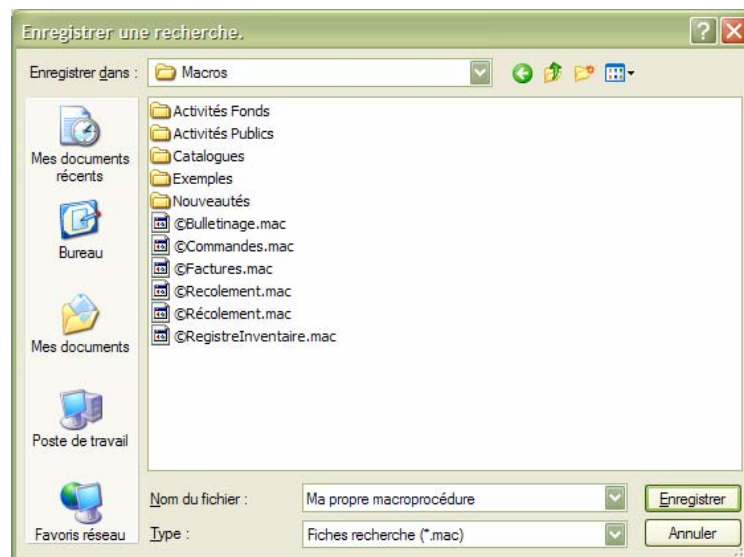 Enregistrer une recherche.
Enregistrer dans :
Macros
Mes documents
récents
Bureau
Mes documents
Poste de travail
Favoris réseau
Activités Fonds
Activités Publics
Catalogues
Exemples
Nouveautés
©Bulletinage.mac
©Commandes.mac
©Factures.mac
©Recolement.mac
©Récolement.mac
©RegistreInventaire.mac
Nom du fichier :
Ma propre macroprocédure
Enregistrer
Type :
Fiches recherche (*.mac)
Annuler